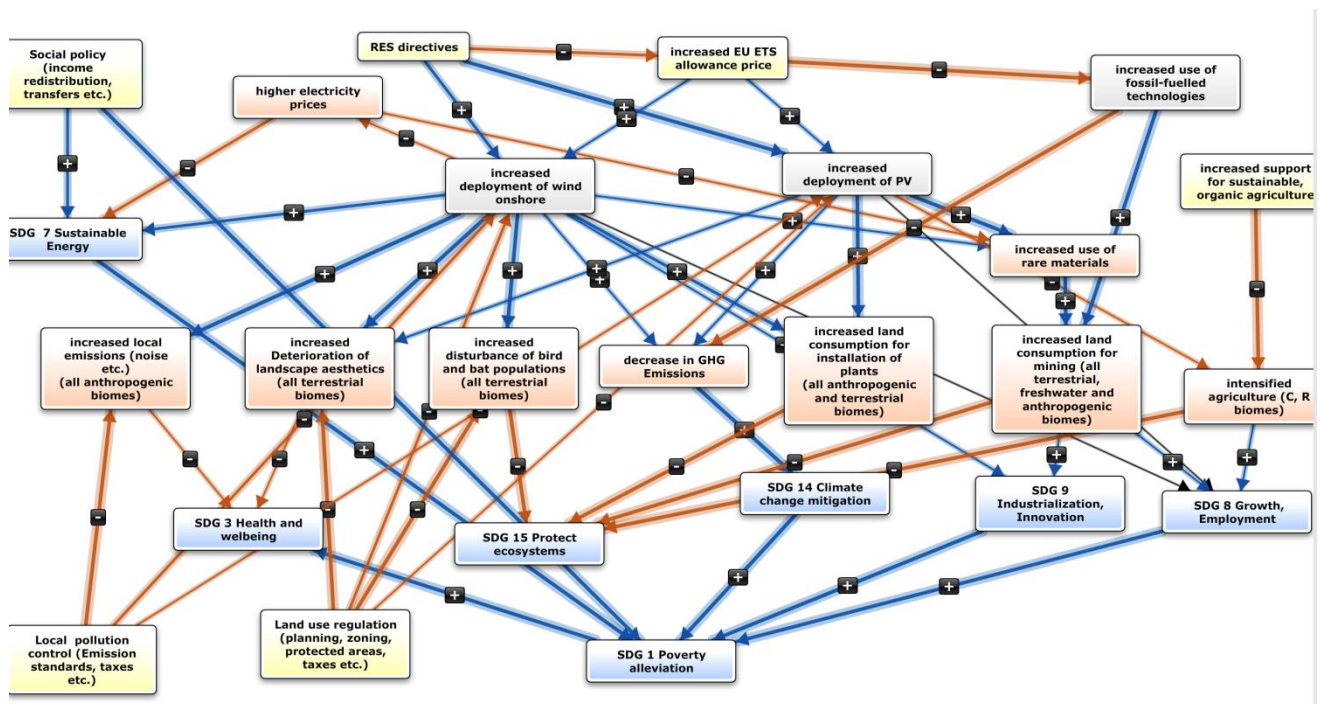 Social policy
(income
redistribution,
transfers etc.)
RES directives
increased EU ETS
allowance price
increased use of
fossil-fuelled
technologies
higher electricity
prices
increased
deployment of wind
onshore
increased
deployment of PV
increased support
for sustainable,
organic agriculture
SDG 7 Sustainable
Energy
increased use of
rare materials
increased local
emissions (noise
etc.)
(all anthropogenic
biomes)
increased
Deterioration of
landscape aesthetics
(all terrestrial
biomes)
increased
disturbance of bird
and bat populations
(all terrestrial
biomes)
decrease in GHG
Emissions
increased land
consumption for
installation of
plants
(all anthropogenic
and terrestrial
biomes)
increased land
consumption for
mining (all
terrestrial,
freshwater and
anthropogenic
biomes)
intensified
agriculture (C, R
biomes)
SDG 3 Health and
welbeing
SDG 15 Protect
ecosystems
SDG 14 Climate
change mitigation
SDG 9
Industrialization,
Innovation
SDG 8 Growth,
Employment
Local pollution
control (Emission
standards, taxes
etc.)
Land use regulation
(planning, zoning,
protected areas,
taxes etc.)
SDG 1 Poverty
alleviation